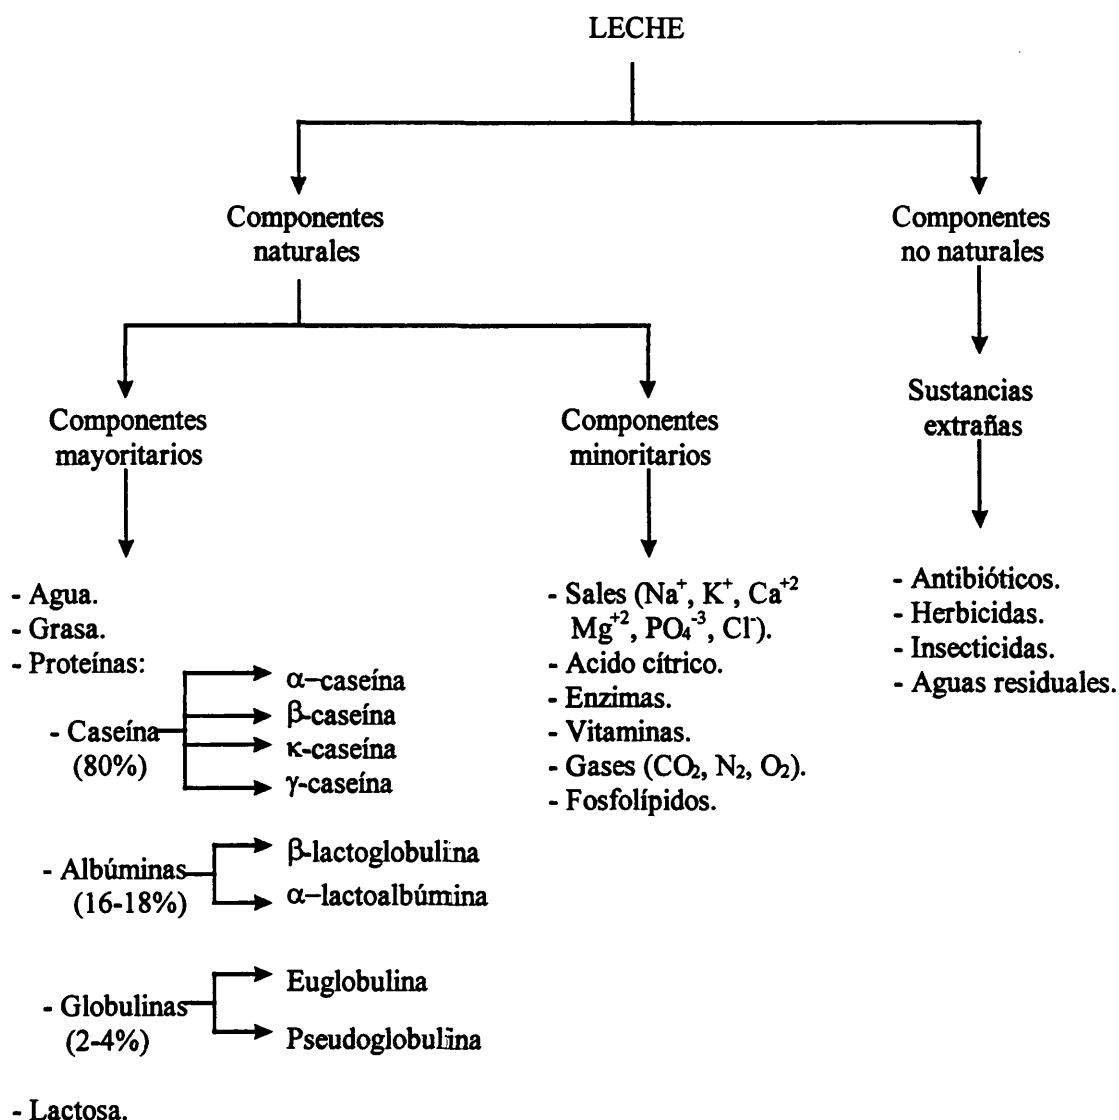 LECHE
Componentes
naturales
Componentes
no naturales
Componentes
mayoritarios
Componentes
minoritarios
Sustancias
extrañas
- Agua.
- Grasa.
- Proteínas:
- Caseína
(80%)
α–caseína
β-caseína
κ-caseína
γ-caseína
- Albúminas
(16-18%)
β-lactoglobulina
α–lactoalbúmina
- Globulinas
(2-4%)
Euglobulina
Pseudoglobulina
- Lactosa.
- Sales (Na⁺, K⁺, Ca⁺²
Mg⁺², PO₄⁻³, Cl⁻).
- Acido cítrico.
- Enzimas.
- Vitaminas.
- Gases (CO₂, N₂, O₂).
- Fosfolípidos.
- Antibióticos.
- Herbicidas.
- Insecticidas.
- Aguas residuales.